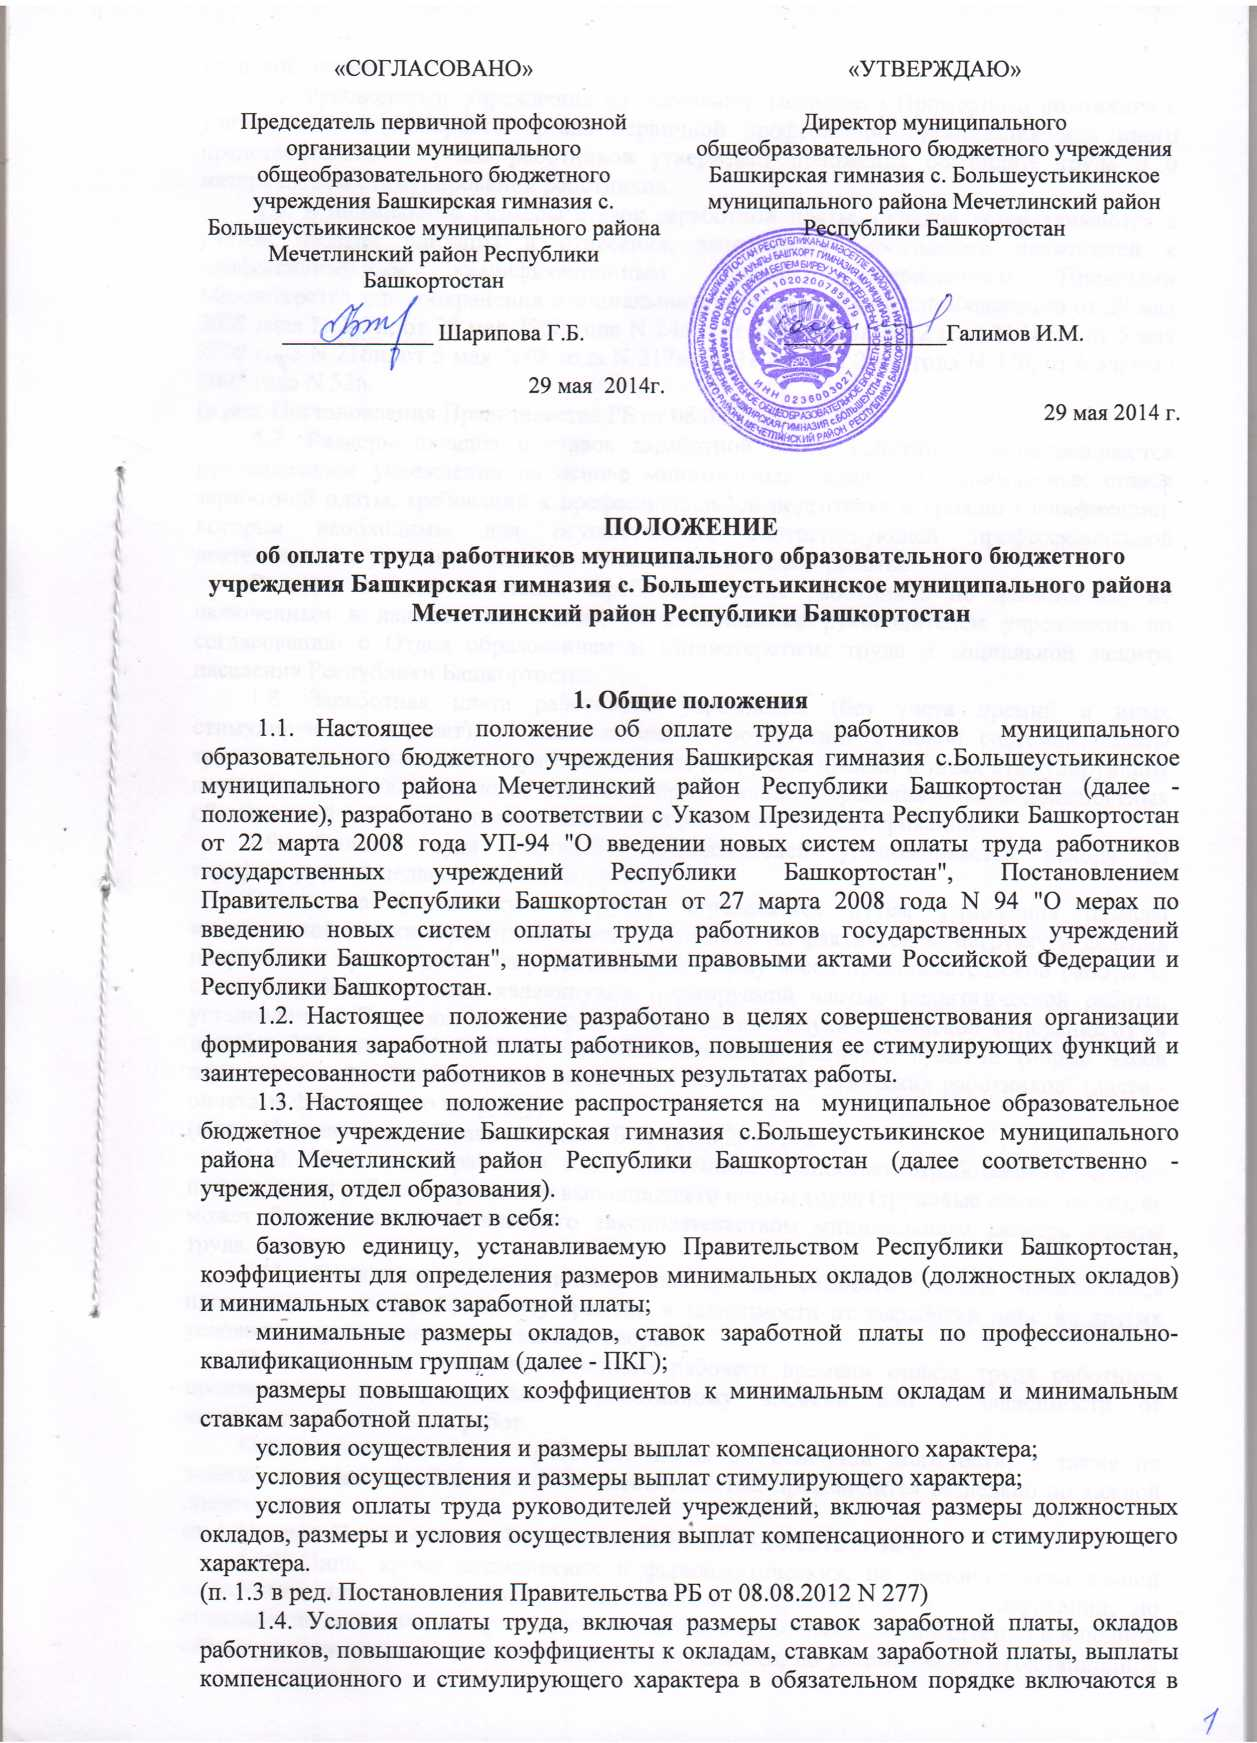 «СОГЛАСОВАНО»
Председатель первичной профсоюзной
организации муниципального
общеобразовательного бюджетного
учреждения Башкирская гимназия с.
Большеустьикинское муниципального района
Мечетлинский район Республики
Башкортостан
Шарипова Г.Б.
29 мая 2014г.
«УТВЕРЖДАЮ»
Директор муниципального
общеобразовательного бюджетного учреждения
Башкирская гимназия с. Большеустьикинское
муниципального района Мечетлинский район
Республики Башкортостан
Галимов И.М.
29 мая 2014 г.
ОГРН 1020200785879
ИНН 0236003027
ПОЛОЖЕНИЕ
об оплате труда работников муниципального образовательного бюджетного
учреждения Башкирская гимназия с. Большеустьикинское муниципального района
Мечетлинский район Республики Башкортостан
1. Общие положения
1.1. Настоящее положение об оплате труда работников муниципального
образовательного бюджетного учреждения Башкирская гимназия с.Большеустьикинское
муниципального района Мечетлинский район Республики Башкортостан (далее -
положение), разработано в соответствии с Указом Президента Республики Башкортостан
от 22 марта 2008 года УП-94 "О введении новых систем оплаты труда работников
государственных учреждений Республики Башкортостан", Постановлением
Правительства Республики Башкортостан от 27 марта 2008 года N 94 "О мерах по
введению новых систем оплаты труда работников государственных учреждений
Республики Башкортостан", нормативными правовыми актами Российской Федерации и
Республики Башкортостан.
1.2. Настоящее положение разработано в целях совершенствования организации
формирования заработной платы работников, повышения ее стимулирующих функций и
заинтересованности работников в конечных результатах работы.
1.3. Настоящее положение распространяется на муниципальное образовательное
бюджетное учреждение Башкирская гимназия с.Большеустьикинское муниципального
района Мечетлинский район Республики Башкортостан (далее соответственно -
учреждения, отдел образования).
положение включает в себя:
базовую единицу, устанавливаемую Правительством Республики Башкортостан,
коэффициенты для определения размеров минимальных окладов (должностных окладов)
и минимальных ставок заработной платы;
минимальные размеры окладов, ставок заработной платы по профессионально-
квалификационным группам (далее - ПКГ);
размеры повышающих коэффициентов к минимальным окладам и минимальным
ставкам заработной платы;
условия осуществления и размеры выплат компенсационного характера;
условия осуществления и размеры выплат стимулирующего характера;
условия оплаты труда руководителей учреждений, включая размеры должностных
окладов, размеры и условия осуществления выплат компенсационного и стимулирующего
характера.
(п. 1.3 в ред. Постановления Правительства РБ от 08.08.2012 N 277)
1.4. Условия оплаты труда, включая размеры ставок заработной платы, окладов
работников, повышающие коэффициенты к окладам, ставкам заработной платы, выплаты
компенсационного и стимулирующего характера в обязательном порядке включаются в
1